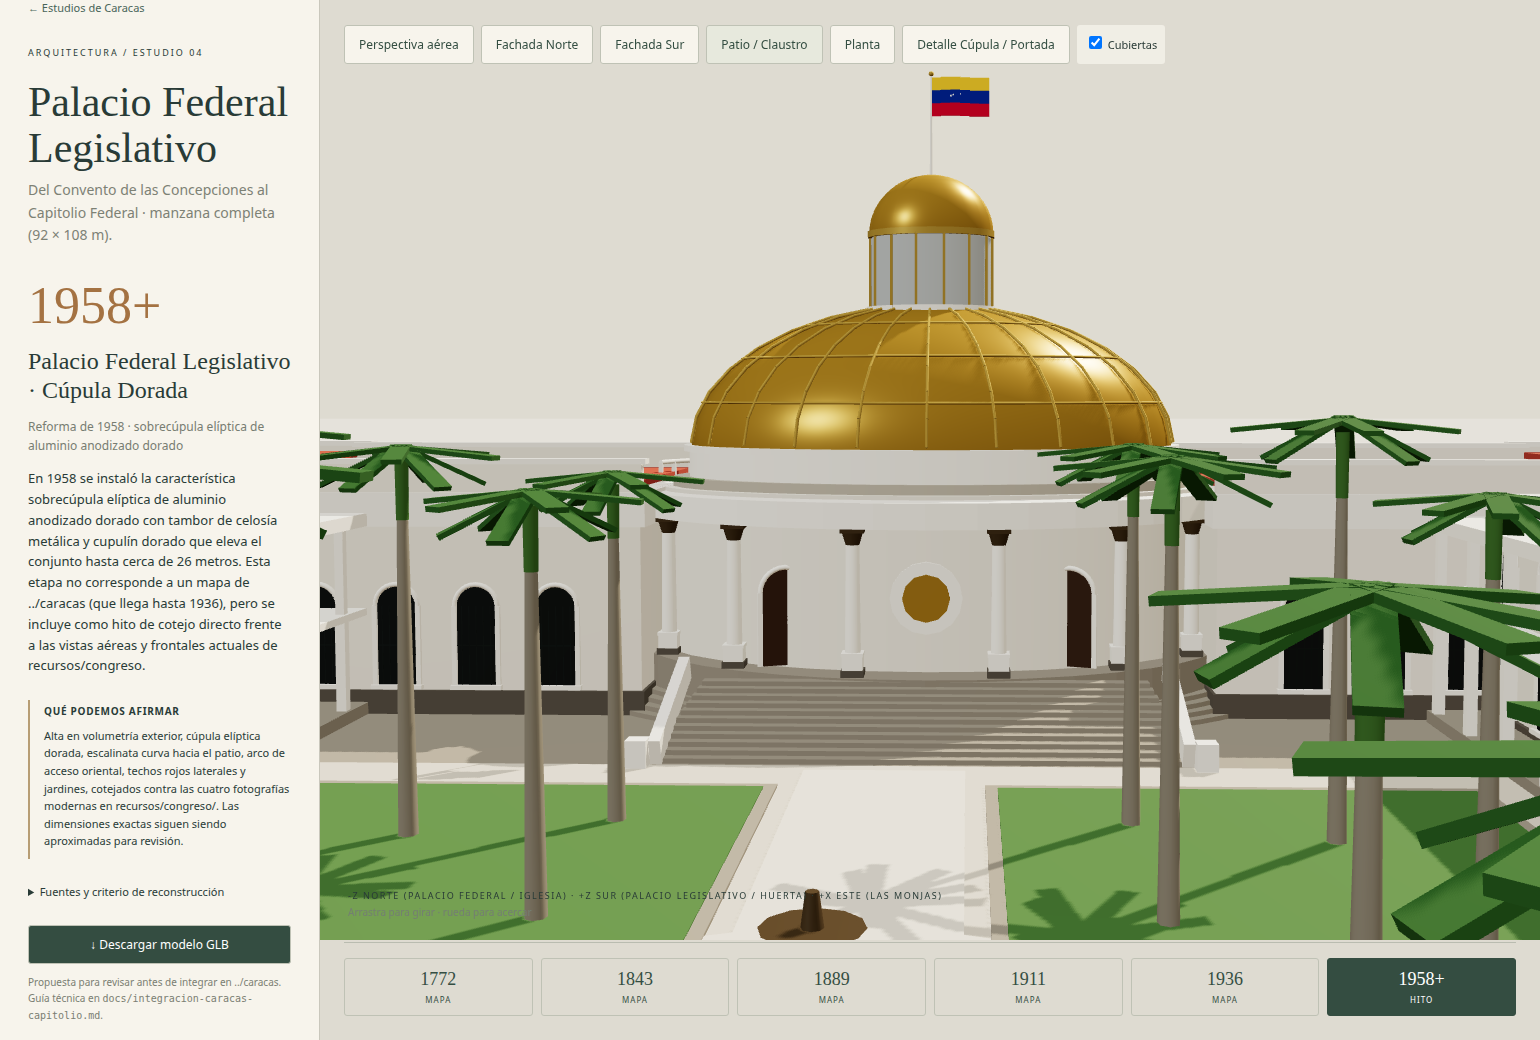 ← Estudios de Caracas
ARQUITECTURA / ESTUDIO 04
Palacio Federal
Legislativo
Del Convento de las Concepciones al
Capitolio Federal · manzana completa
(92 × 108 m).
1958+
Palacio Federal Legislativo
· Cúpula Dorada
Reforma de 1958 · sobrecúpula elíptica de
aluminio anodizado dorado
En 1958 se instaló la característica
sobrecúpula elíptica de aluminio
anodizado dorado con tambor de celosía
metálica y cupulín dorado que eleva el
conjunto hasta cerca de 26 metros. Esta
etapa no corresponde a un mapa de
../caracas (que llega hasta 1936), pero se
incluye como hito de cotejo directo frente
a las vistas aéreas y frontales actuales de
recursos/congreso.
QUÉ PODEMOS AFIRMAR
Alta en volumetría exterior, cúpula elíptica
dorada, escalinata curva hacia el patio, arco de
acceso oriental, techos rojos laterales y
jardines, cotejados contra las cuatro fotografías
modernas en recursos/congreso/. Las
dimensiones exactas siguen siendo
aproximadas para revisión.
▶ Fuentes y criterio de reconstrucción
↓ Descargar modelo GLB
Propuesta para revisar antes de integrar en ../caracas.
Guía técnica en docs/integracion-caracas-
capitolio.md.
Perspectiva aérea
Fachada Norte
Fachada Sur
Patio / Claustro
Planta
Detalle Cúpula / Portada
Cubiertas
-Z NORTE (PALACIO FEDERAL / IGLESIA) · +Z SUR (PALACIO LEGISLATIVO / HUERTA) · +X ESTE (LAS MONJAS)
Arrastra para girar · rueda para acercar
1772
MAPA
1843
MAPA
1889
MAPA
1911
MAPA
1936
MAPA
1958+
HITO